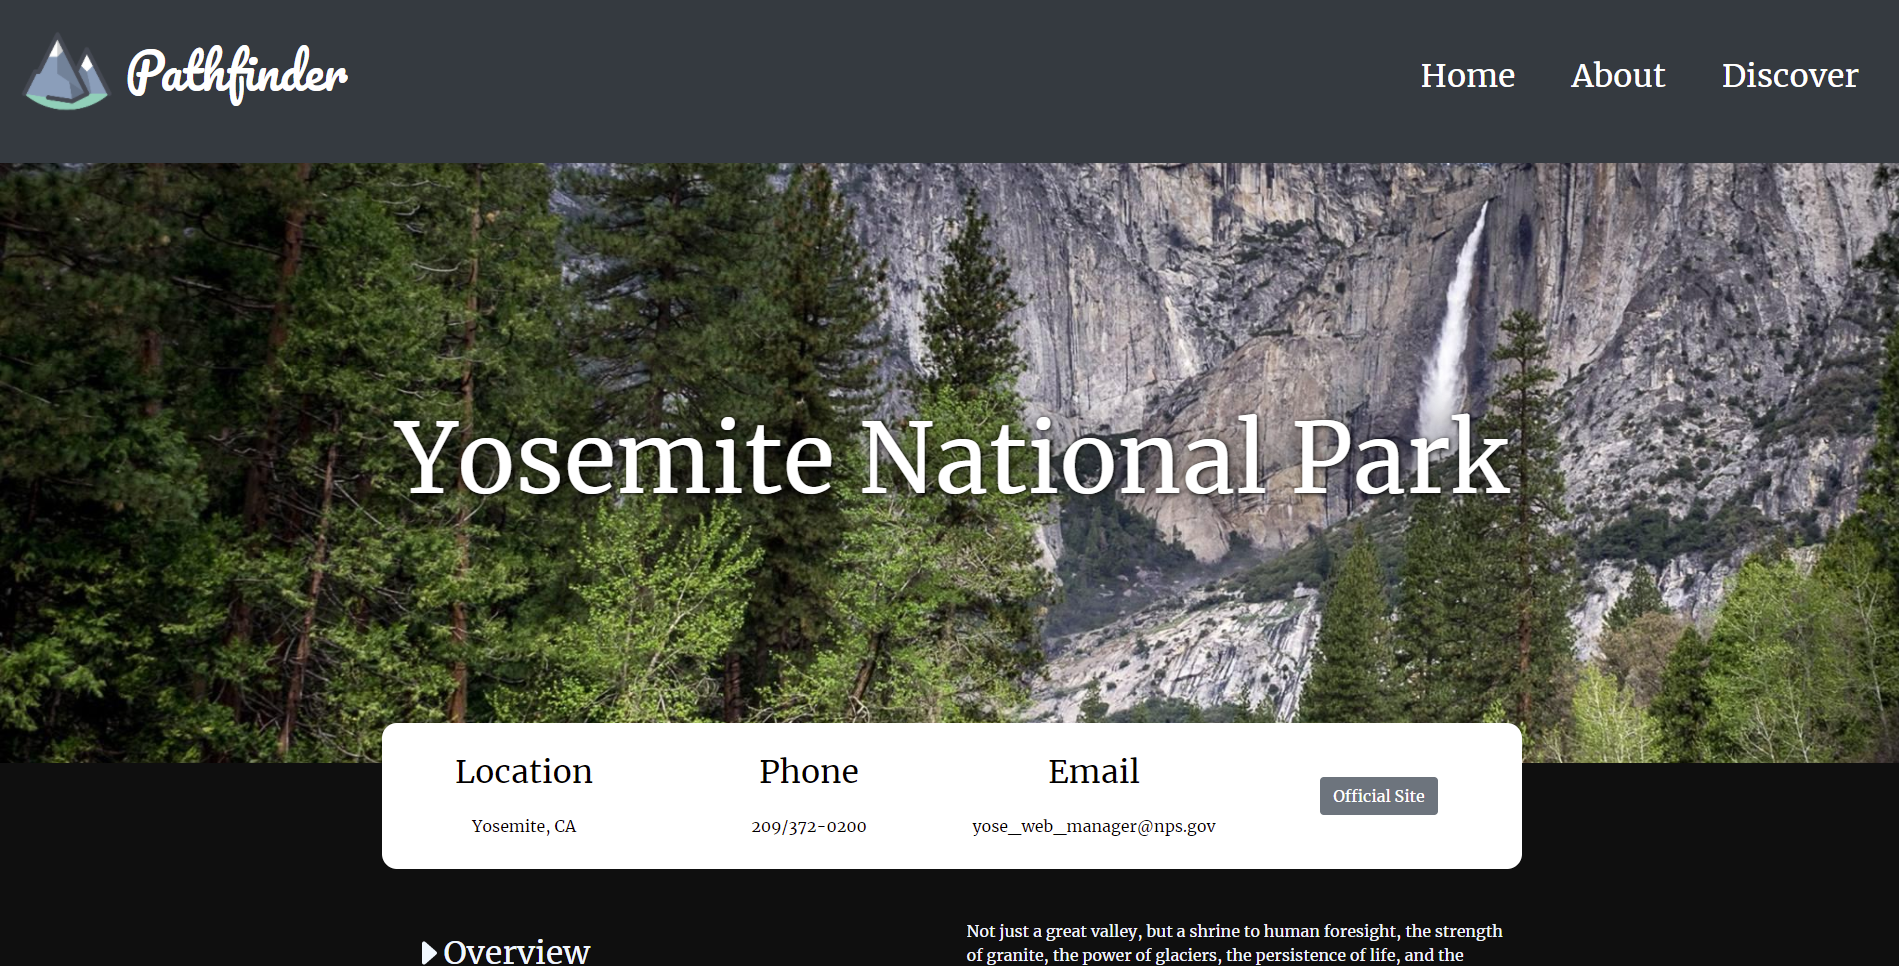 Pathfinder
Home About Discover
Yosemite National Park
Location Phone Email
Official Site
Yosemite, CA 209/372-0200 yose_web_manager@nps.gov
Overview
Not just a great valley, but a shrine to human foresight, the strength
of granite, the power of glaciers, the persistence of life, and the